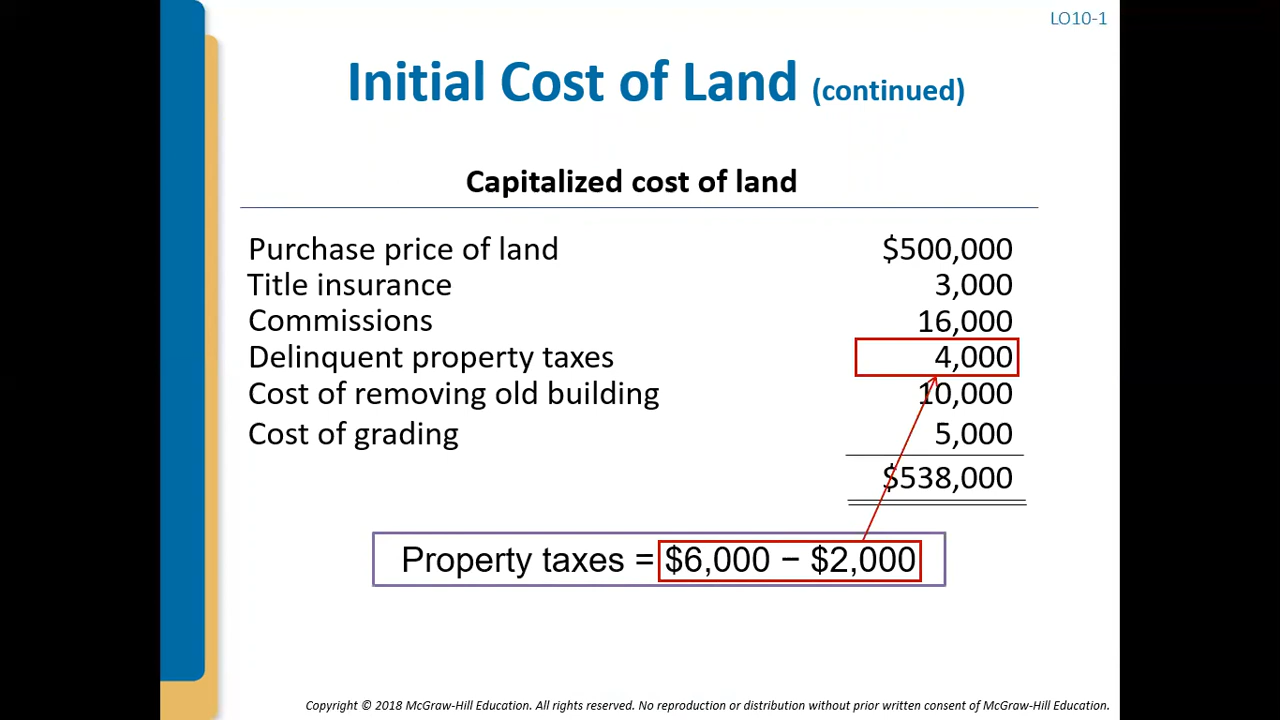 LO10-1
Initial Cost of Land (continued)
Capitalized cost of land
Purchase price of land $500,000
Title insurance 3,000
Commissions 16,000
Delinquent property taxes 4,000
Cost of removing old building 10,000
Cost of grading 5,000
$538,000
Property taxes = $6,000 − $2,000
Copyright © 2018 McGraw-Hill Education. All rights reserved. No reproduction or distribution without prior written consent of McGraw-Hill Education.